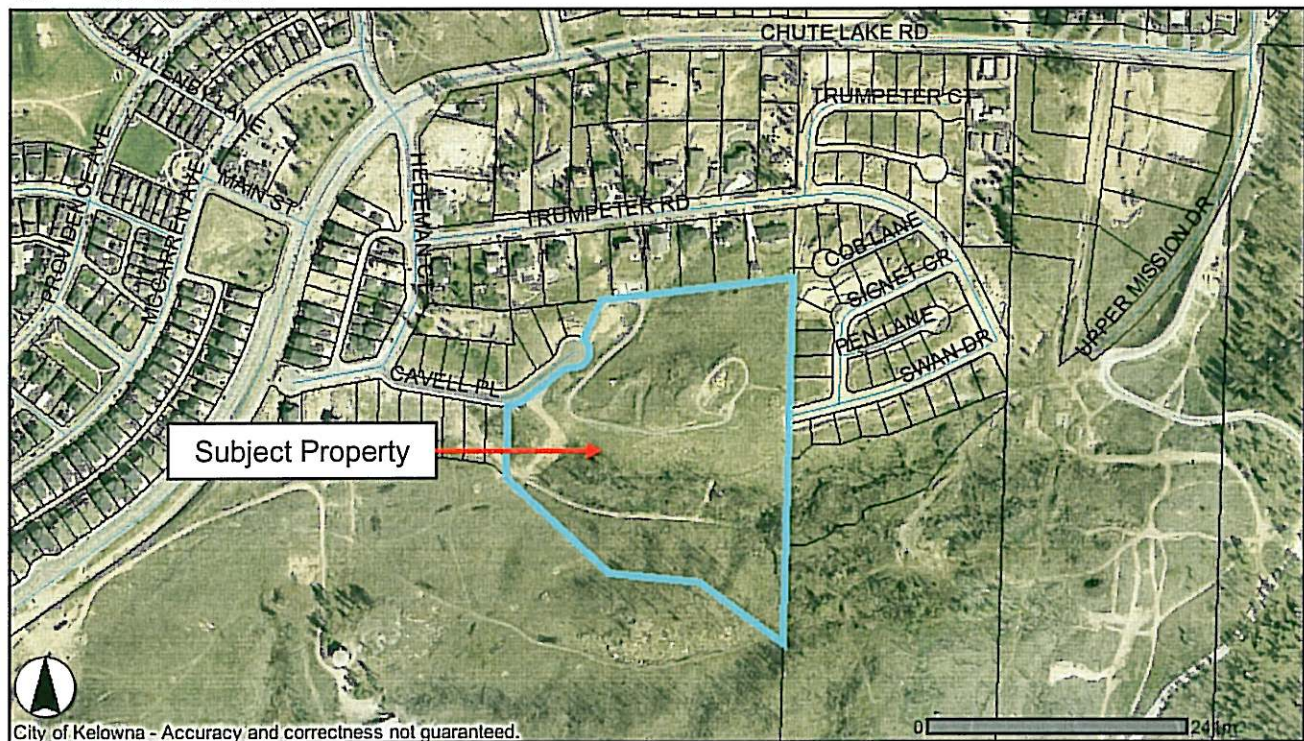 CHUTE LAKE RD
TRUMPETER CT
PROVIDENCE AVE
MCCARREN AVE
MAIN ST
HEDEMAN CT
TRUMPETER RD
COB LANE
SIGNET CR
PEN LANE
SWAN DR
UPPER MISSION DR
CAVELL PL
Subject Property
City of Kelowna - Accuracy and correctness not guaranteed.
0
241m